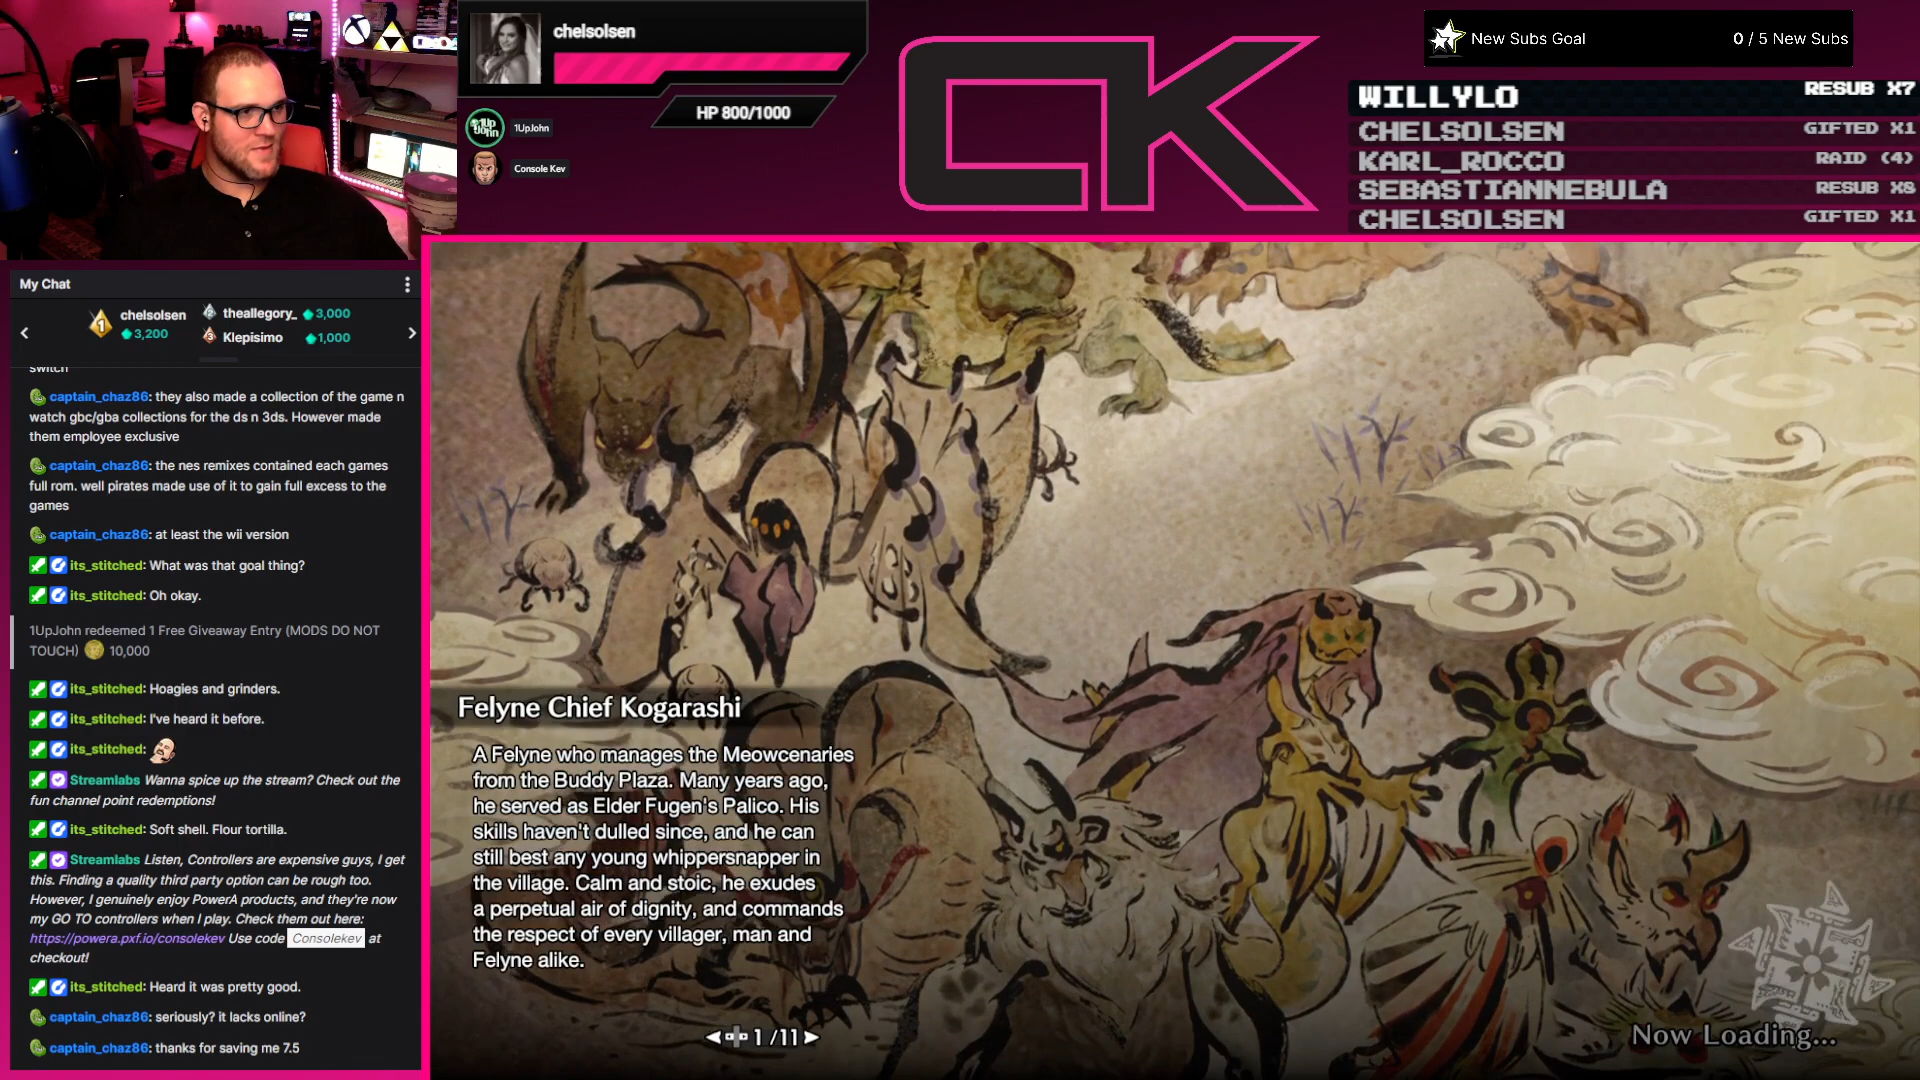 chelsolsen
HP 800/1000
1UpJohn
1UpJohn
Console Kev
CK
New Subs Goal
0 / 5 New Subs
WILLYLO RESUB X7
CHELSOLSEN GIFTED X1
KARL_ROCCO RAID (4)
SEBASTIANNEBULA RESUB X8
CHELSOLSEN GIFTED X1
My Chat
1 chelsolsen 3,200
2 theallegory_ 3,000
3 Klepisimo 1,000
switch
captain_chaz86: they also made a collection of the game n
watch gbc/gba collections for the ds n 3ds. However made
them employee exclusive
captain_chaz86: the nes remixes contained each games
full rom. well pirates made use of it to gain full excess to the
games
captain_chaz86: at least the wii version
its_stitched: What was that goal thing?
its_stitched: Oh okay.
1UpJohn redeemed 1 Free Giveaway Entry (MODS DO NOT
TOUCH) 10,000
its_stitched: Hoagies and grinders.
its_stitched: I've heard it before.
its_stitched:
Streamlabs Wanna spice up the stream? Check out the
fun channel point redemptions!
its_stitched: Soft shell. Flour tortilla.
Streamlabs Listen, Controllers are expensive guys, I get
this. Finding a quality third party option can be rough too.
However, I genuinely enjoy PowerA products, and they're now
my GO TO controllers when I play. Check them out here:
https://powera.pxf.io/consolekev Use code Consolekev at
checkout!
its_stitched: Heard it was pretty good.
captain_chaz86: seriously? it lacks online?
captain_chaz86: thanks for saving me 7.5
Felyne Chief Kogarashi
A Felyne who manages the Meowcenaries
from the Buddy Plaza. Many years ago,
he served as Elder Fugen's Palico. His
skills haven't dulled since, and he can
still best any young whippersnapper in
the village. Calm and stoic, he exudes
a perpetual air of dignity, and commands
the respect of every villager, man and
Felyne alike.
1 /11
Now Loading...